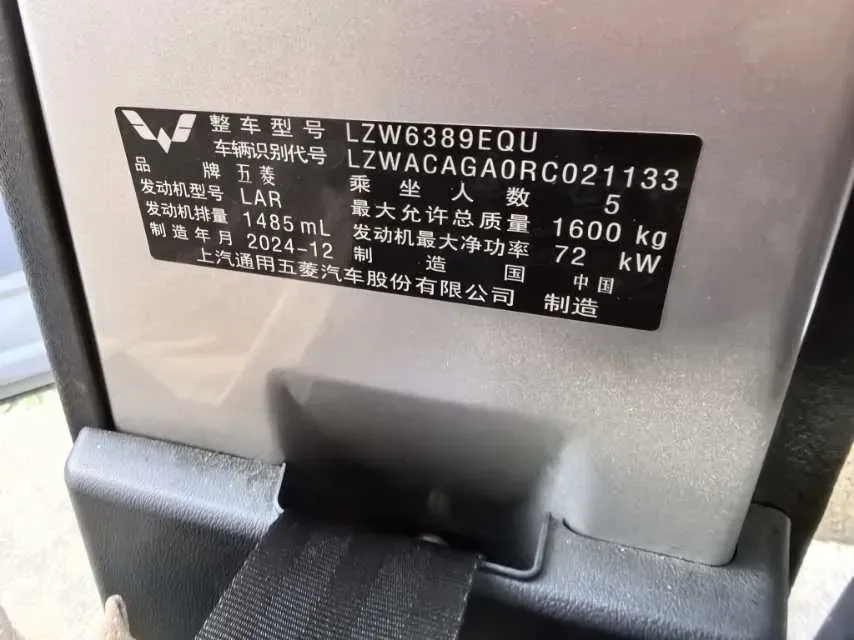 整车型号 LZW6389EQU
车辆识别代号 LZWACAGA0RC021133
品牌 五菱 乘坐人数 5
发动机型号 LAR 最大允许总质量 1600 kg
发动机排量 1485 mL 发动机最大净功率 72 kW
制造年月 2024-12 制造国 中国
上汽通用五菱汽车股份有限公司 制造